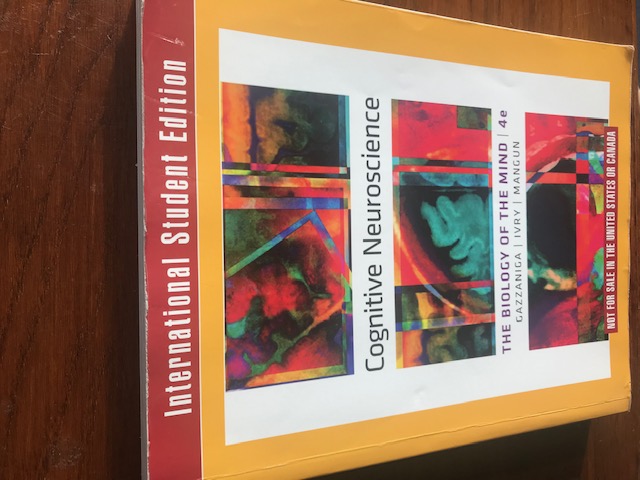 International Student Edition
Cognitive Neuroscience
THE BIOLOGY OF THE MIND | 4e
GAZZANIGA | IVRY | MANGUN
NOT FOR SALE IN THE UNITED STATES OR CANADA